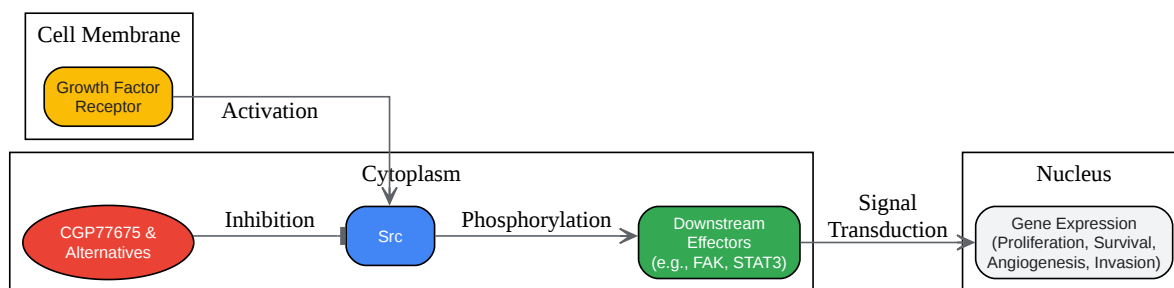 Cell Membrane
Growth Factor
Receptor
Activation
Cytoplasm
CGP77675 &
Alternatives
Inhibition
Src
Phosphorylation
Downstream
Effectors
(e.g., FAK, STAT3)
Signal
Transduction
Nucleus
Gene Expression
(Proliferation, Survival,
Angiogenesis, Invasion)